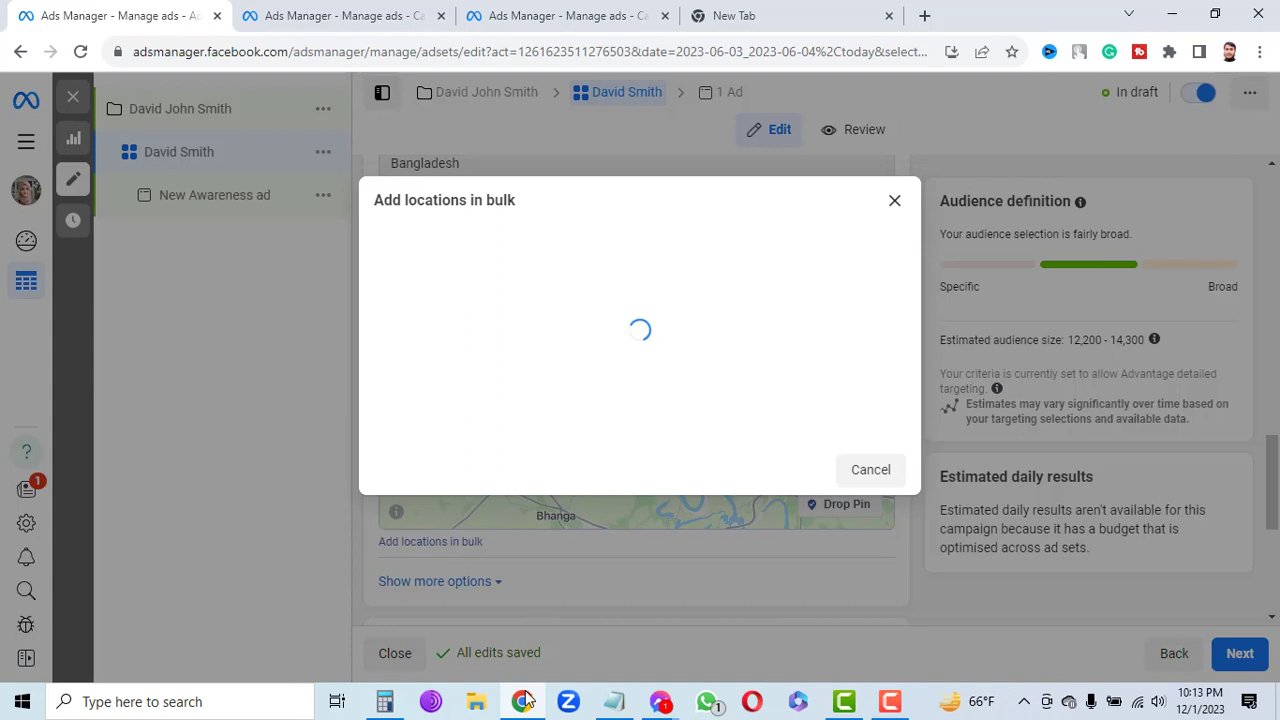 Ads Manager - Manage ads -
Ads Manager - Manage ads - Ca
Ads Manager - Manage ads - Ca
New Tab
adsmanager.facebook.com/adsmanager/manage/adsets/edit?act=126162351127650​3&date=2023-06-03_2023-06-04%2Ctoday&selec...
David John Smith
David Smith
1 Ad
In draft
David John Smith
David Smith
New Awareness ad
Edit
Review
Bangladesh
Add locations in bulk
Cancel
Bhanga
Drop Pin
Add locations in bulk
Show more options
Audience definition
Your audience selection is fairly broad.
Specific
Broad
Estimated audience size: 12,200 - 14,300
Your criteria is currently set to allow Advantage detailed
targeting.
Estimates may vary significantly over time based on
your targeting selections and available data.
Estimated daily results
Estimated daily results aren't available for this
campaign because it has a budget that is
optimised across ad sets.
1
Close
All edits saved
Back
Next
Type here to search
1
1
66°F
10:13 PM
12/1/2023